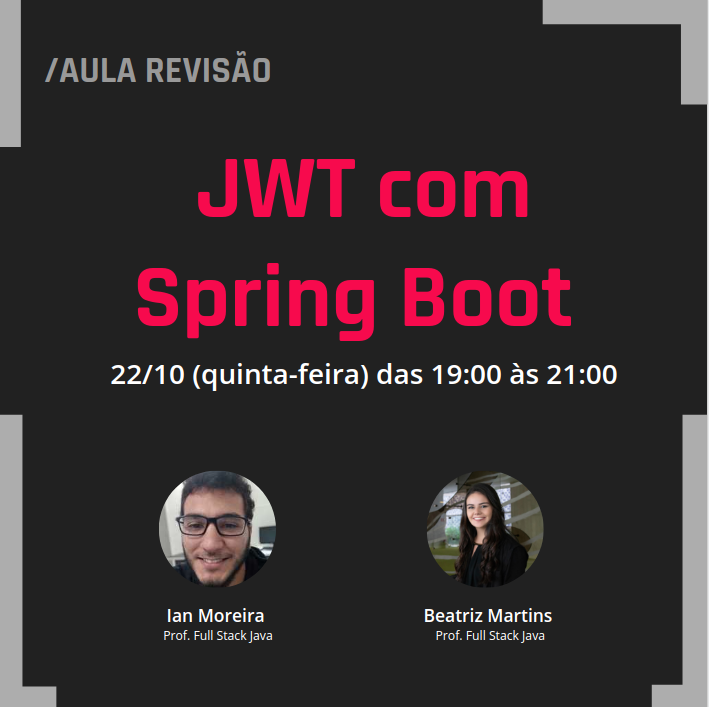 /AULA REVISÃO
JWT com
Spring Boot
22/10 (quinta-feira) das 19:00 às 21:00
Ian Moreira
Prof. Full Stack Java
Beatriz Martins
Prof. Full Stack Java